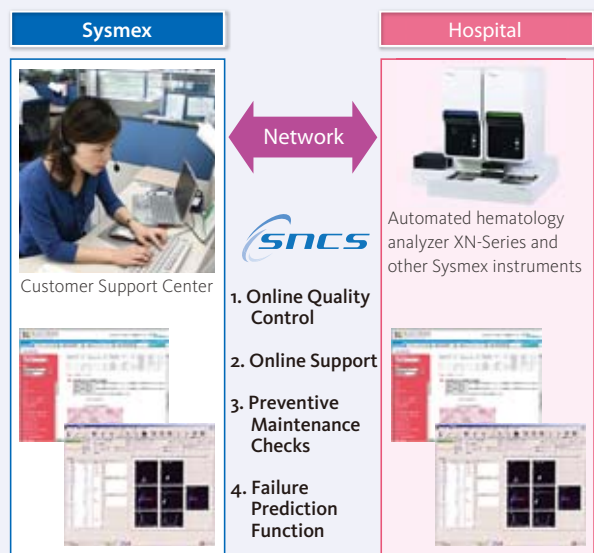 Sysmex
Hospital
Network
Customer Support Center
Automated hematology
analyzer XN-Series and
other Sysmex instruments
sncs
1. Online Quality
Control
2. Online Support
3. Preventive
Maintenance
Checks
4. Failure
Prediction
Function